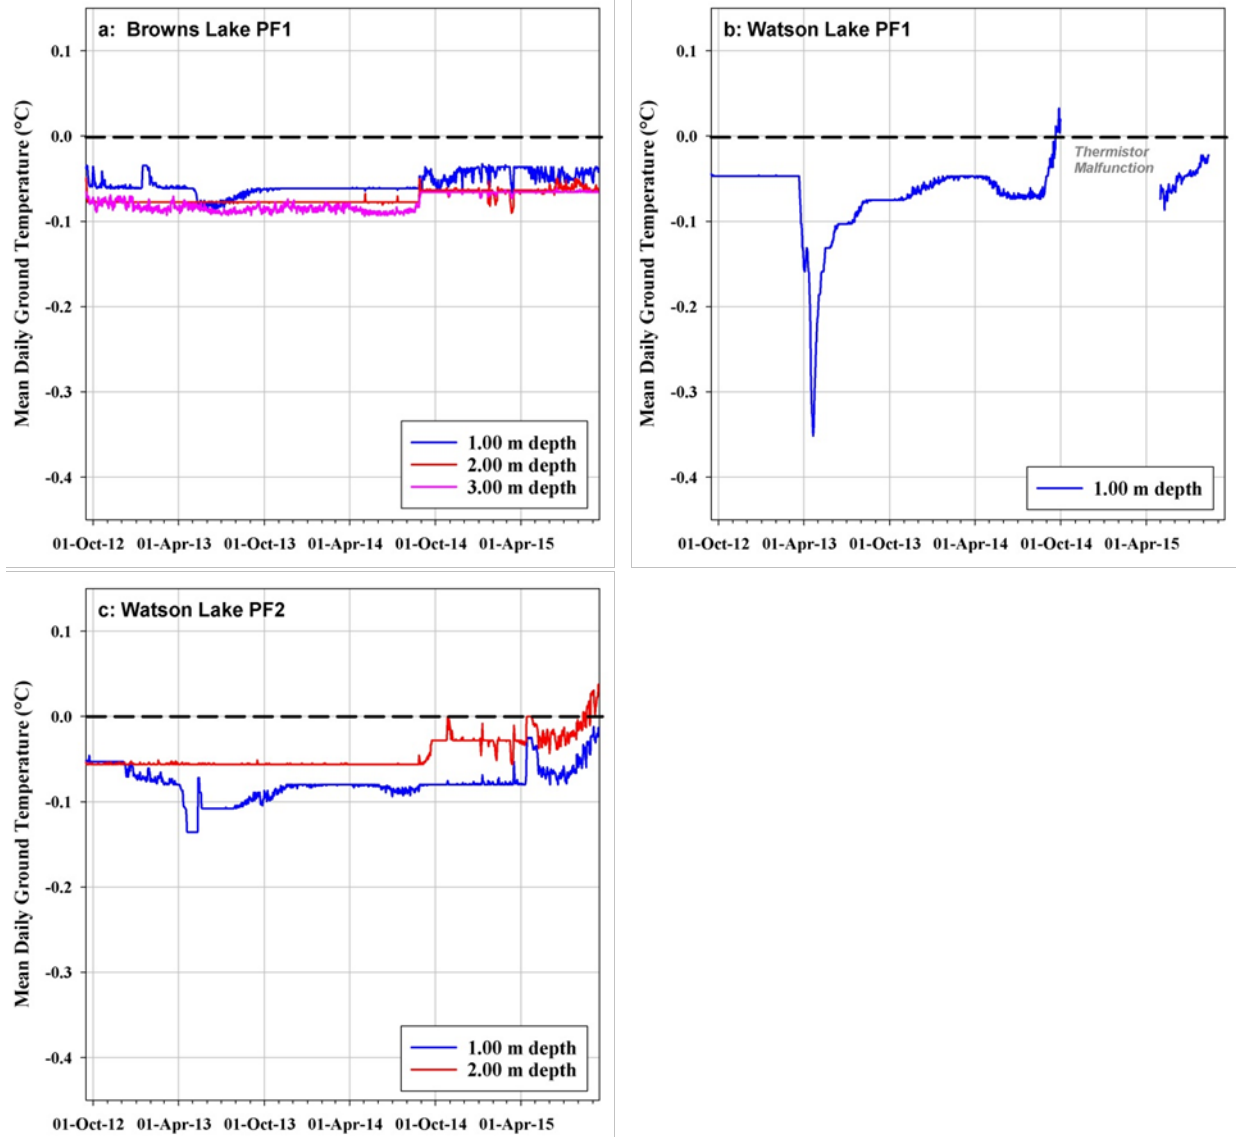 a: Browns Lake PF1
Mean Daily Ground Temperature (°C)
0.1
0.0
-0.1
-0.2
-0.3
-0.4
1.00 m depth
2.00 m depth
3.00 m depth
01-Oct-12 01-Apr-13 01-Oct-13 01-Apr-14 01-Oct-14 01-Apr-15
b: Watson Lake PF1
Mean Daily Ground Temperature (°C)
0.1
0.0
-0.1
-0.2
-0.3
-0.4
Thermistor
Malfunction
1.00 m depth
01-Oct-12 01-Apr-13 01-Oct-13 01-Apr-14 01-Oct-14 01-Apr-15
c: Watson Lake PF2
Mean Daily Ground Temperature (°C)
0.1
0.0
-0.1
-0.2
-0.3
-0.4
1.00 m depth
2.00 m depth
01-Oct-12 01-Apr-13 01-Oct-13 01-Apr-14 01-Oct-14 01-Apr-15